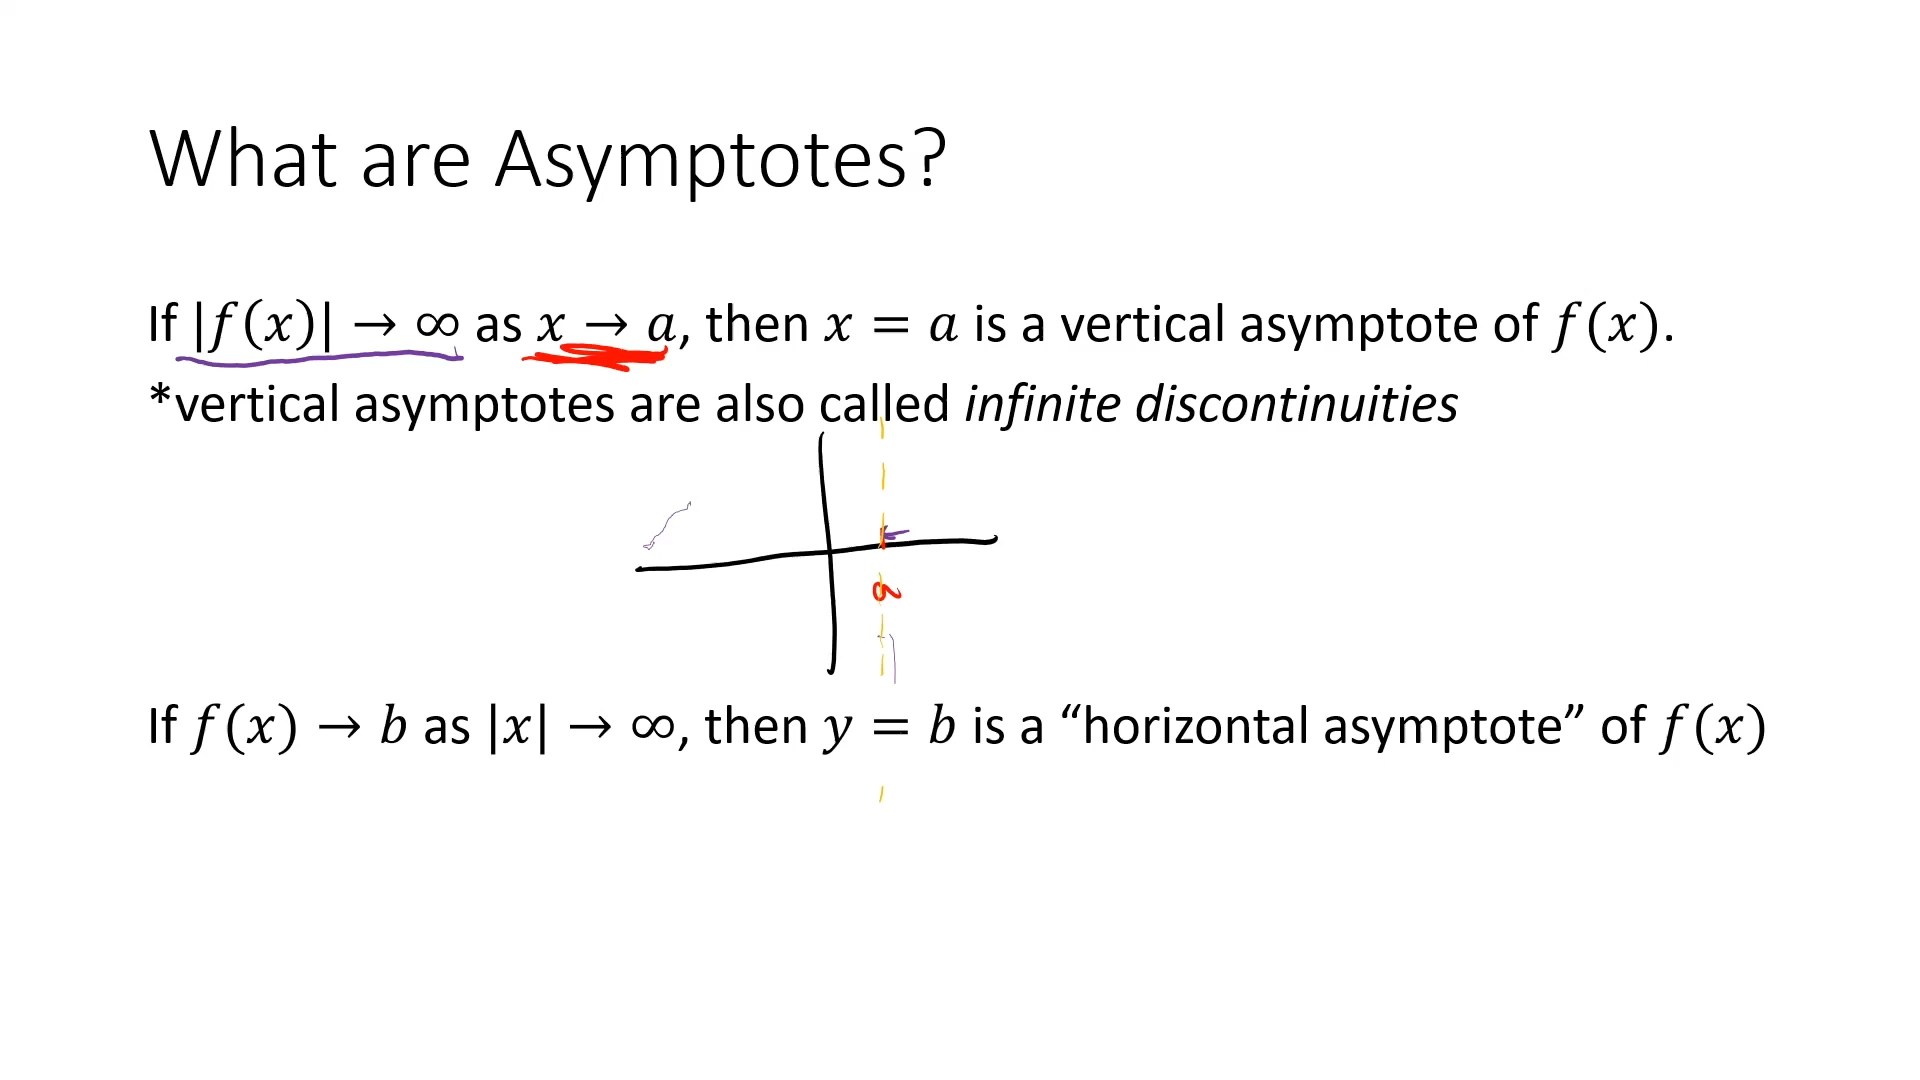 What are Asymptotes?
If |f(x)| → ∞ as x → a, then x = a is a vertical asymptote of f(x).
*vertical asymptotes are also called infinite discontinuities
a
If f(x) → b as |x| → ∞, then y = b is a “horizontal asymptote” of f(x)